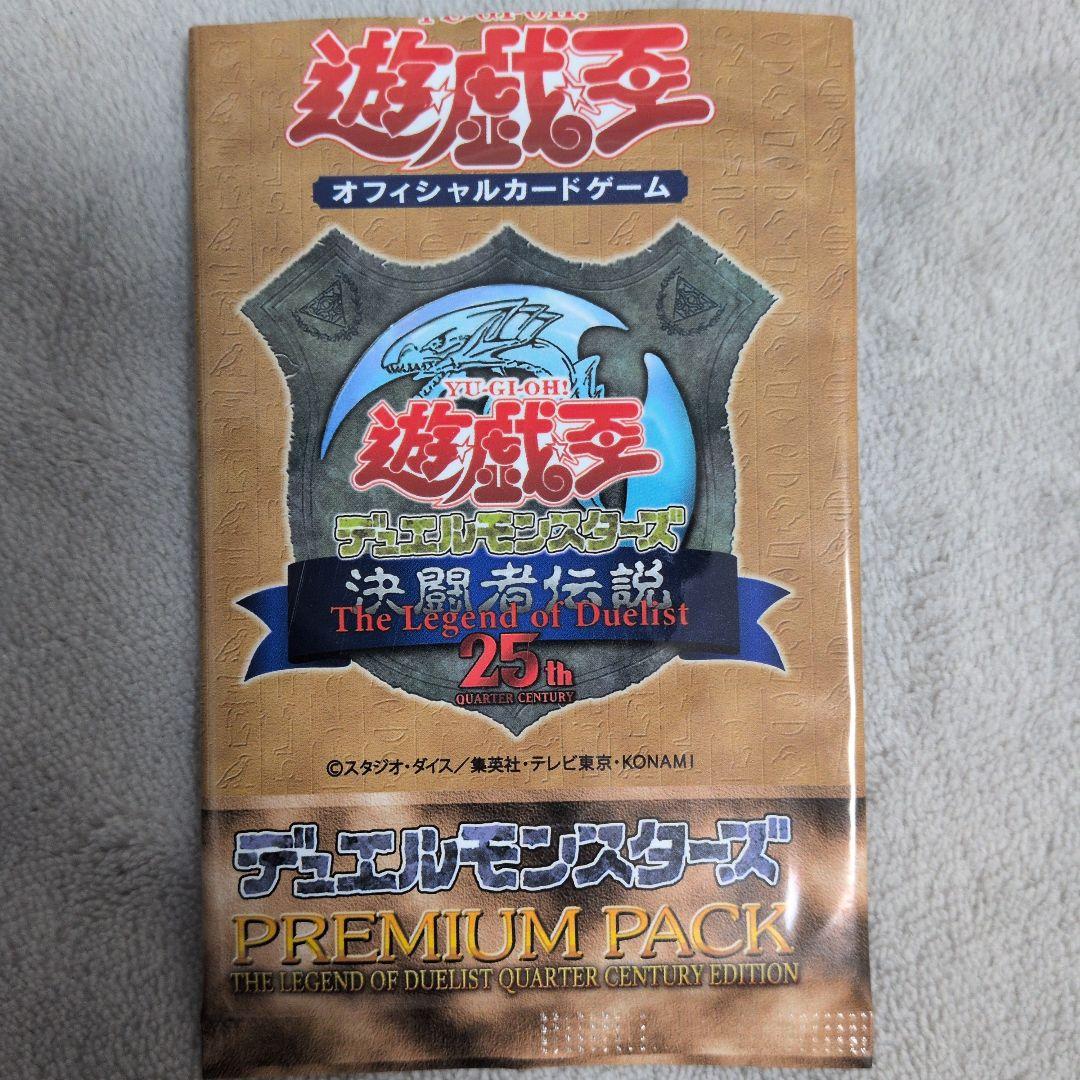 YU-GI-OH!
遊☆戯☆王
オフィシャルカードゲーム
YU-GI-OH!
遊☆戯☆王
デュエルモンスターズ
決闘者伝説
The Legend of Duelist
25th
QUARTER CENTURY
©スタジオ・ダイス／集英社・テレビ東京・KONAMI
デュエルモンスターズ
PREMIUM PACK
THE LEGEND OF DUELIST QUARTER CENTURY EDITION